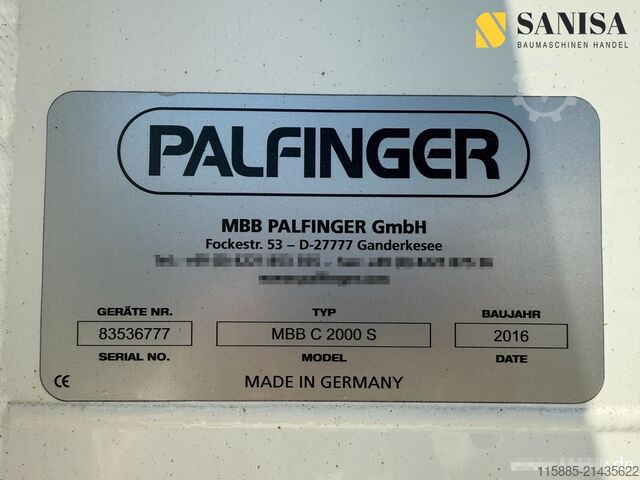 SANISA
BAUMASCHINEN HANDEL
PALFINGER
MBB PALFINGER GmbH
Fockestr. 53 – D-27777 Ganderkesee
GERÄTE NR. TYP BAUJAHR
83536777 MBB C 2000 S 2016
SERIAL NO. MODEL DATE
CE MADE IN GERMANY
115885-21435622